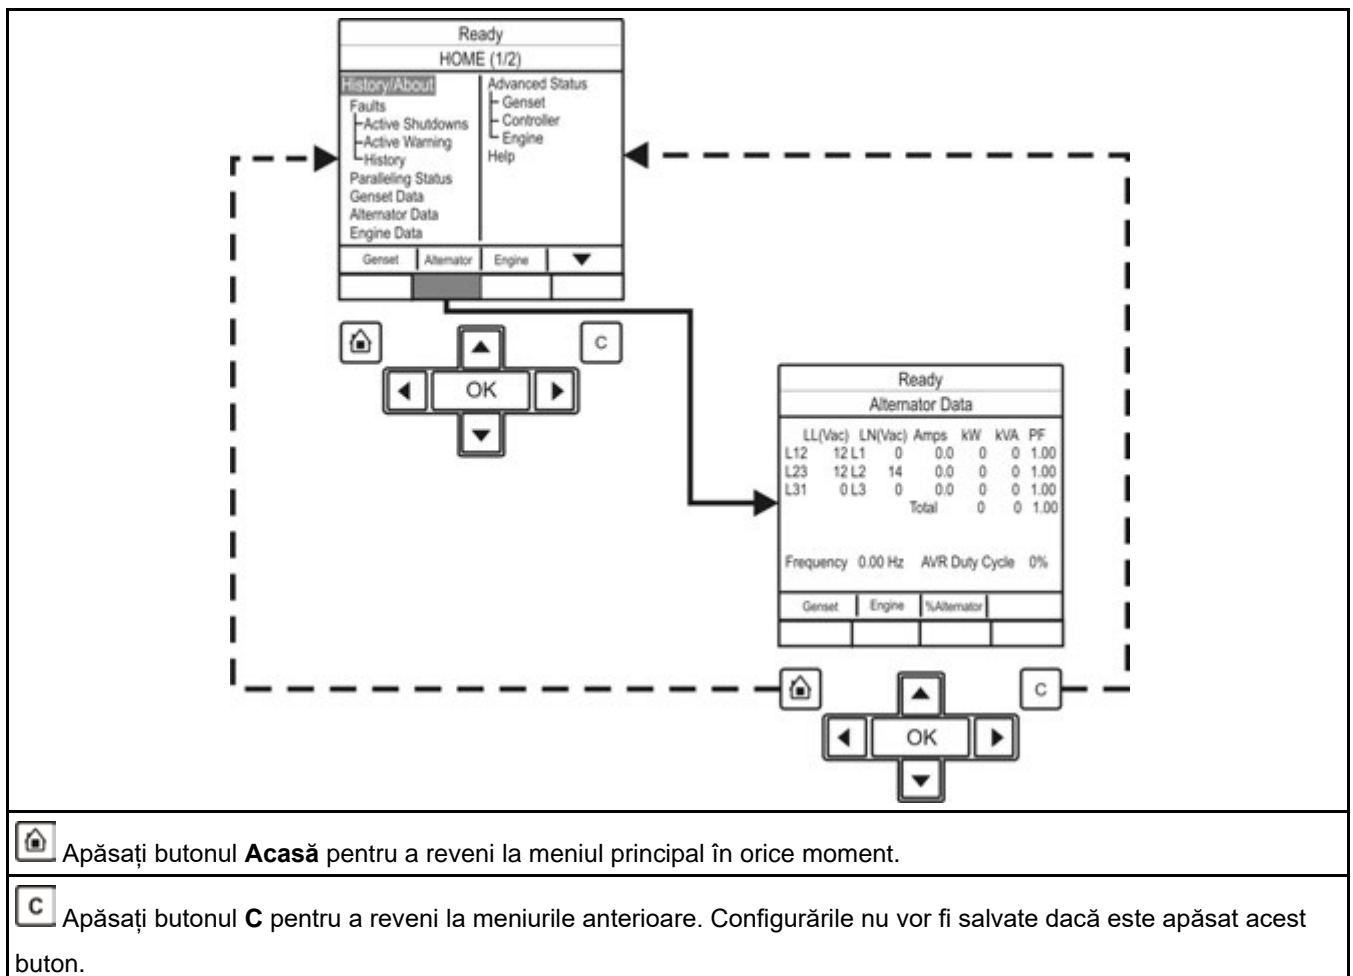 Ready
HOME (1/2)
History/About
Faults
Active Shutdowns
Active Warning
History
Paralleling Status
Genset Data
Alternator Data
Engine Data
Advanced Status
Genset
Controller
Engine
Help
Genset Alternator Engine
C
OK
Ready
Alternator Data
LL(Vac) LN(Vac) Amps kW kVA PF
L12 12 L1 0 0.0 0 0 1.00
L23 12 L2 14 0.0 0 0 1.00
L31 0 L3 0 0.0 0 0 1.00
Total 0 0 1.00
Frequency 0.00 Hz AVR Duty Cycle 0%
Genset Engine %Alternator
C
OK
Apăsați butonul Acasă pentru a reveni la meniul principal în orice moment.
C Apăsați butonul C pentru a reveni la meniurile anterioare. Configurările nu vor fi salvate dacă este apăsat acest
buton.